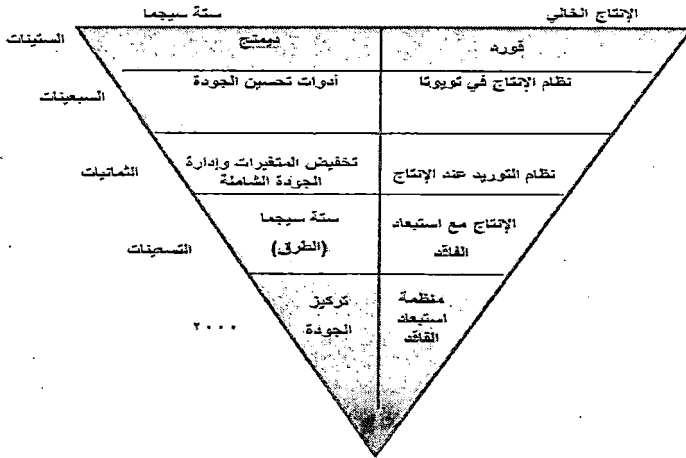 الإنتاج الخالي
ستة سيجما
الستينات
فورد
ديمنج
السبعينات
نظام الإنتاج في تويوتا
أدوات تحسين الجودة
الثمانيات
نظام التوريد عند الإنتاج
تخفيض المتغيرات وإدارة
الجودة الشاملة
التسعينات
الإنتاج مع استبعاد
الفاقد
ستة سيجما
(الطرق)
٢٠٠٠
منظمة
استبعاد
الفاقد
تركيز
الجودة